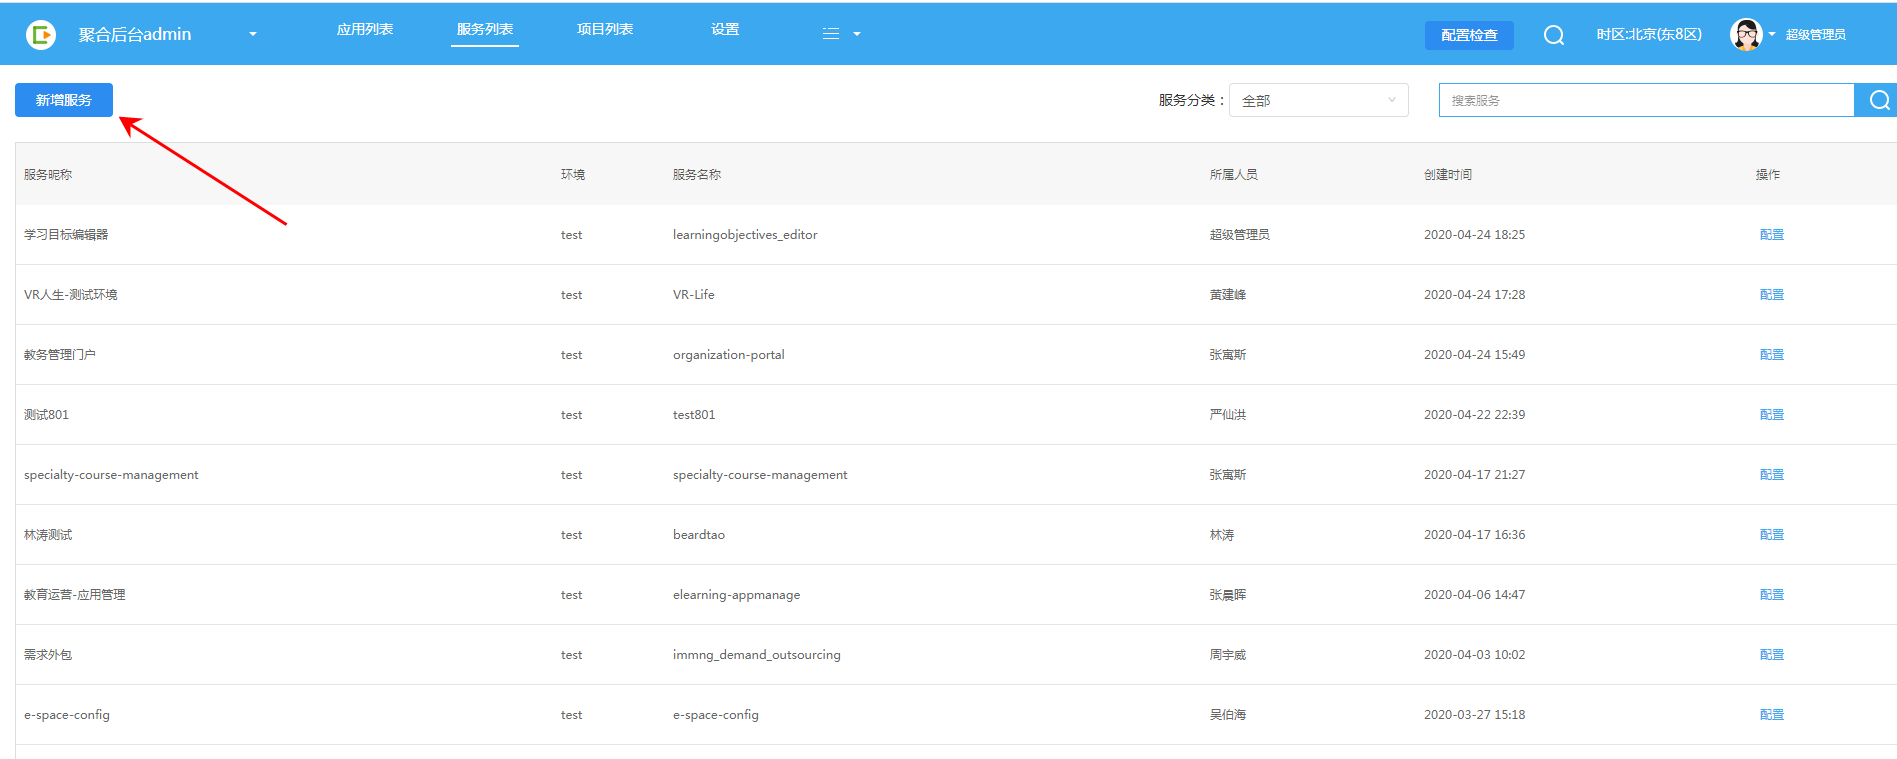 聚合后台admin 应用列表 服务列表 项目列表 设置 配置检查 时区:北京(东8区) 超级管理员
新增服务 服务分类： 全部 搜索服务
服务昵称 环境 服务名称 所属人员 创建时间 操作
学习目标编辑器 test learningobjectives_editor 超级管理员 2020-04-24 18:25 配置
VR人生-测试环境 test VR-Life 黄建峰 2020-04-24 17:28 配置
教务管理门户 test organization-portal 张寓斯 2020-04-24 15:49 配置
测试801 test test801 严仙洪 2020-04-22 22:39 配置
specialty-course-management test specialty-course-management 张寓斯 2020-04-17 21:27 配置
林涛测试 test beardtao 林涛 2020-04-17 16:36 配置
教育运营-应用管理 test elearning-appmanage 张晨晖 2020-04-06 14:47 配置
需求外包 test immng_demand_outsourcing 周宇威 2020-04-03 10:02 配置
e-space-config test e-space-config 吴伯海 2020-03-27 15:18 配置